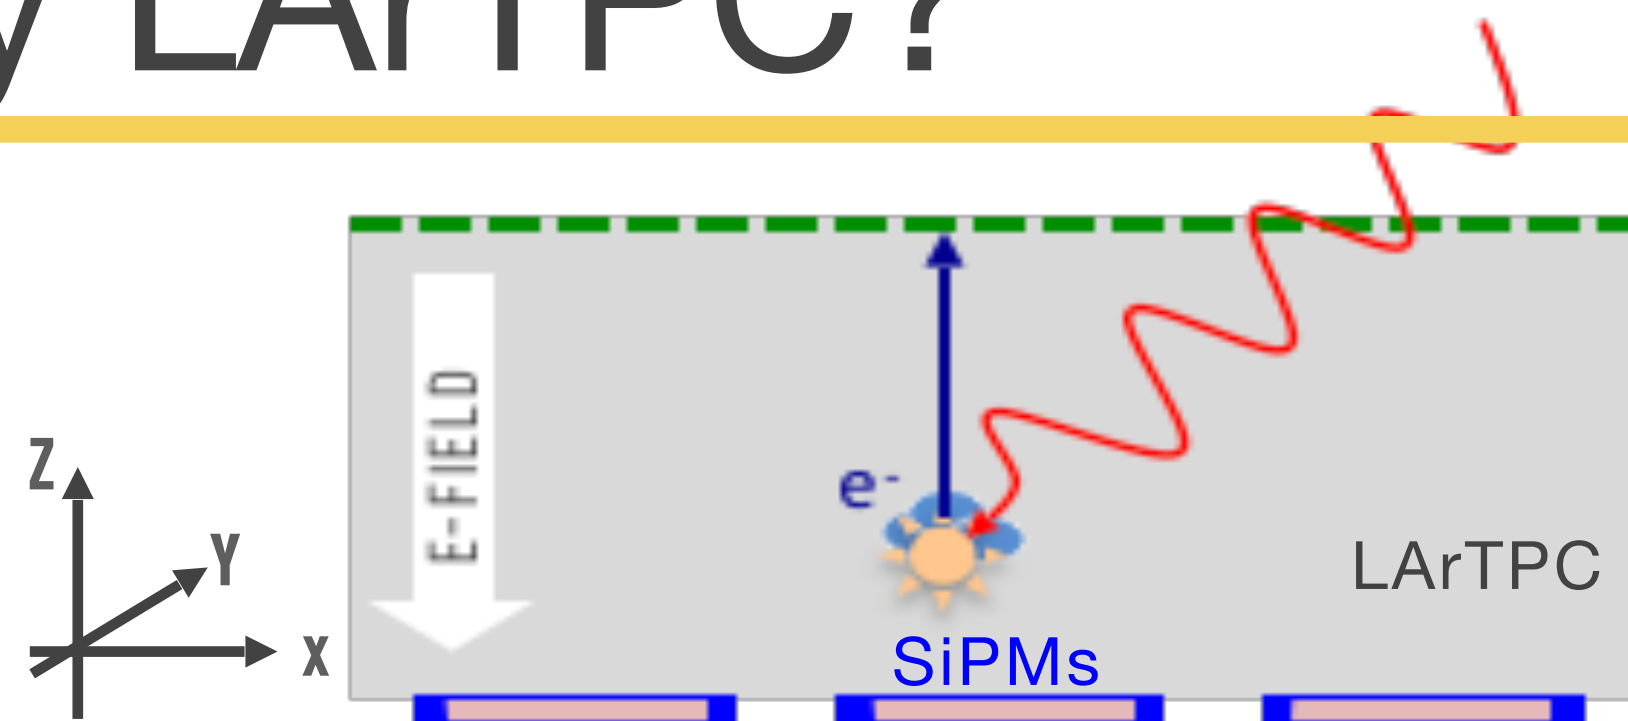 y LArTPC?
E-FIELD
Z
Y
X
e-
LArTPC
SiPMs